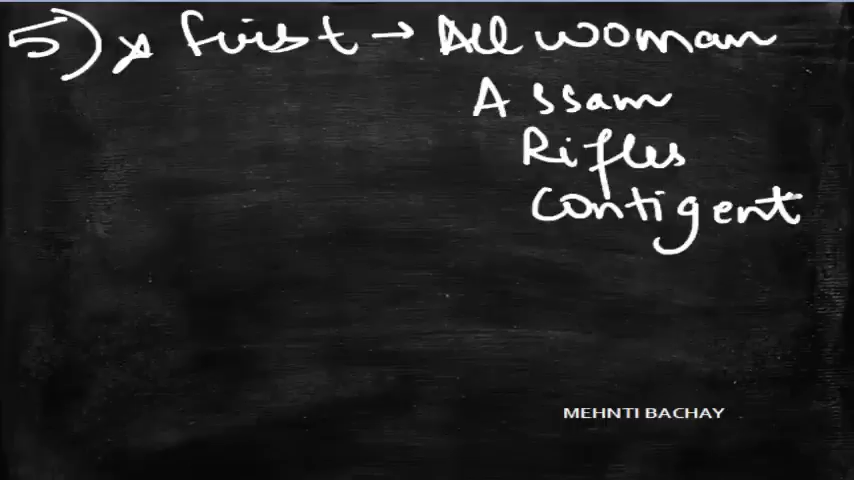 5) x First → All woman
Assam
Rifles
Contigent
MEHNTI BACHAY